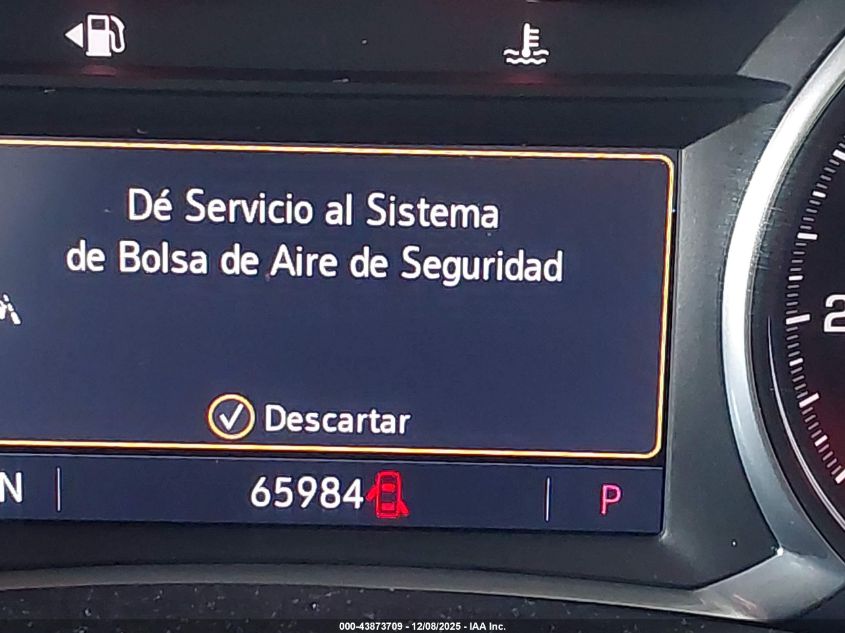 Dé Servicio al Sistema
de Bolsa de Aire de Seguridad
Descartar
N 65984 P
2
000-43873709 - 12/08/2025 - IAA Inc.